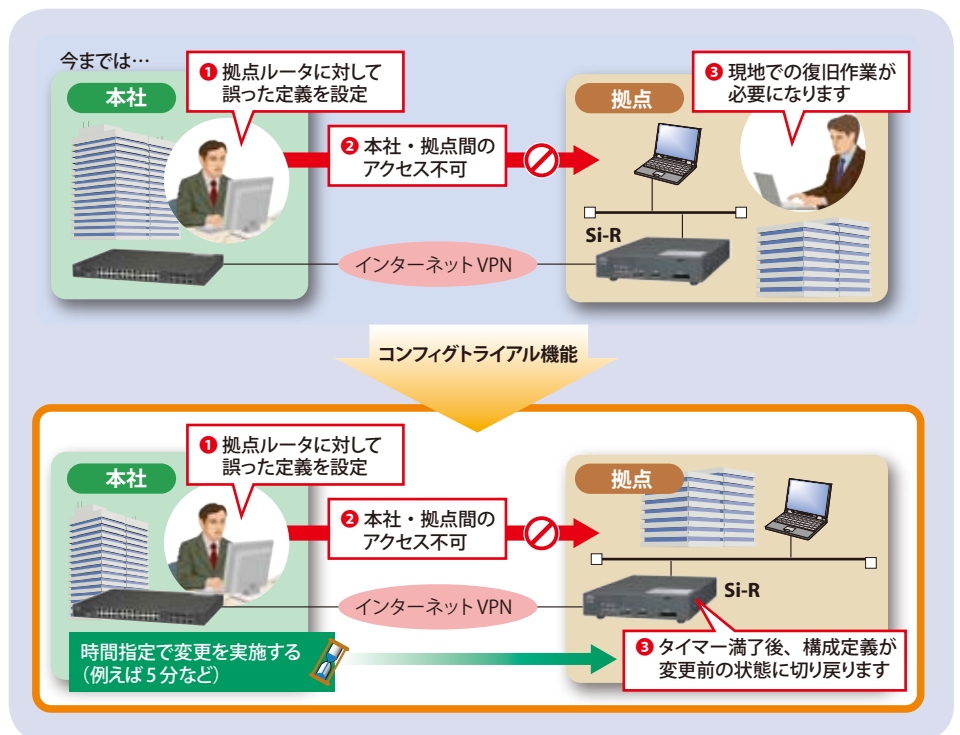 今までは…
本社
❶ 拠点ルータに対して
誤った定義を設定
❷ 本社・拠点間の
アクセス不可
拠点
❸ 現地での復旧作業が
必要になります
Si-R
インターネット VPN
コンフィグトライアル機能
本社
❶ 拠点ルータに対して
誤った定義を設定
❷ 本社・拠点間の
アクセス不可
拠点
インターネット VPN
Si-R
時間指定で変更を実施する
（例えば 5 分など）
❸ タイマー満了後、構成定義が
変更前の状態に切り戻ります